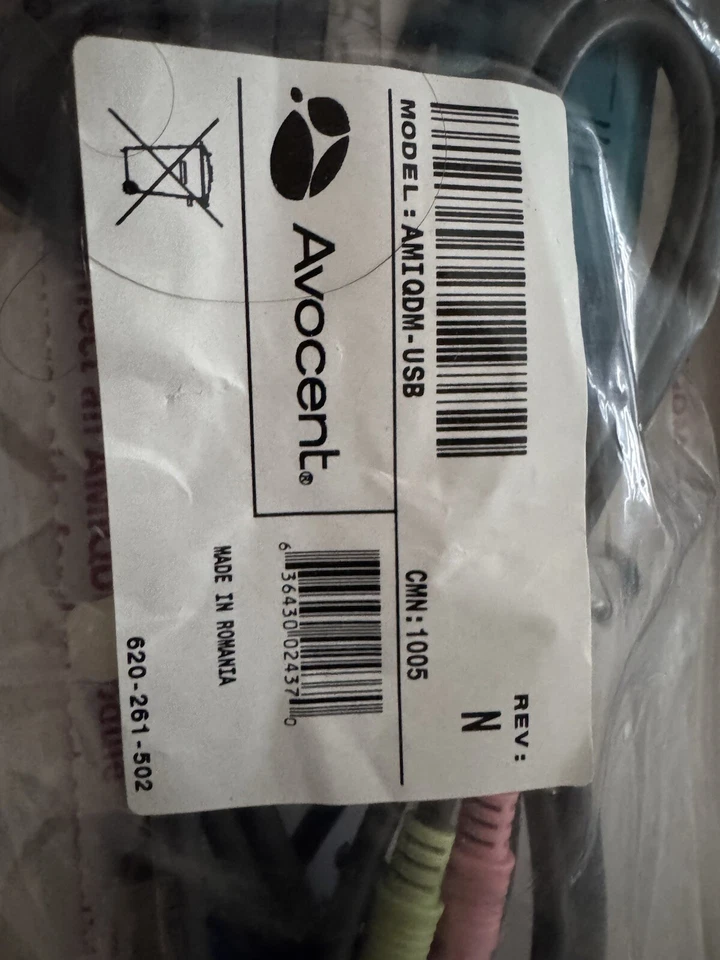 MODEL:AMIQDM-USB
CMN:1005
REV:
N
Avocent®
6 36430 02437 0
MADE IN ROMANIA
620-261-502